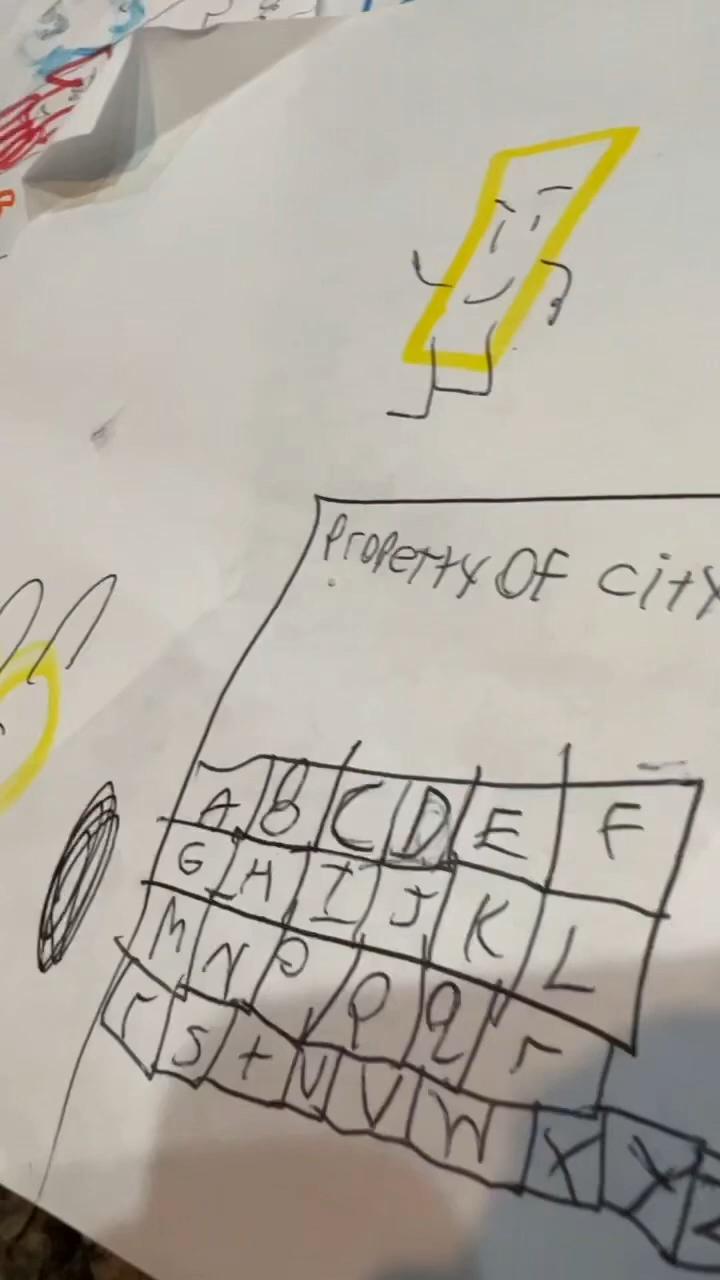 Property OF city
A B C D E F
G H I J K L
M N O P Q r
r S t U V W X Y Z